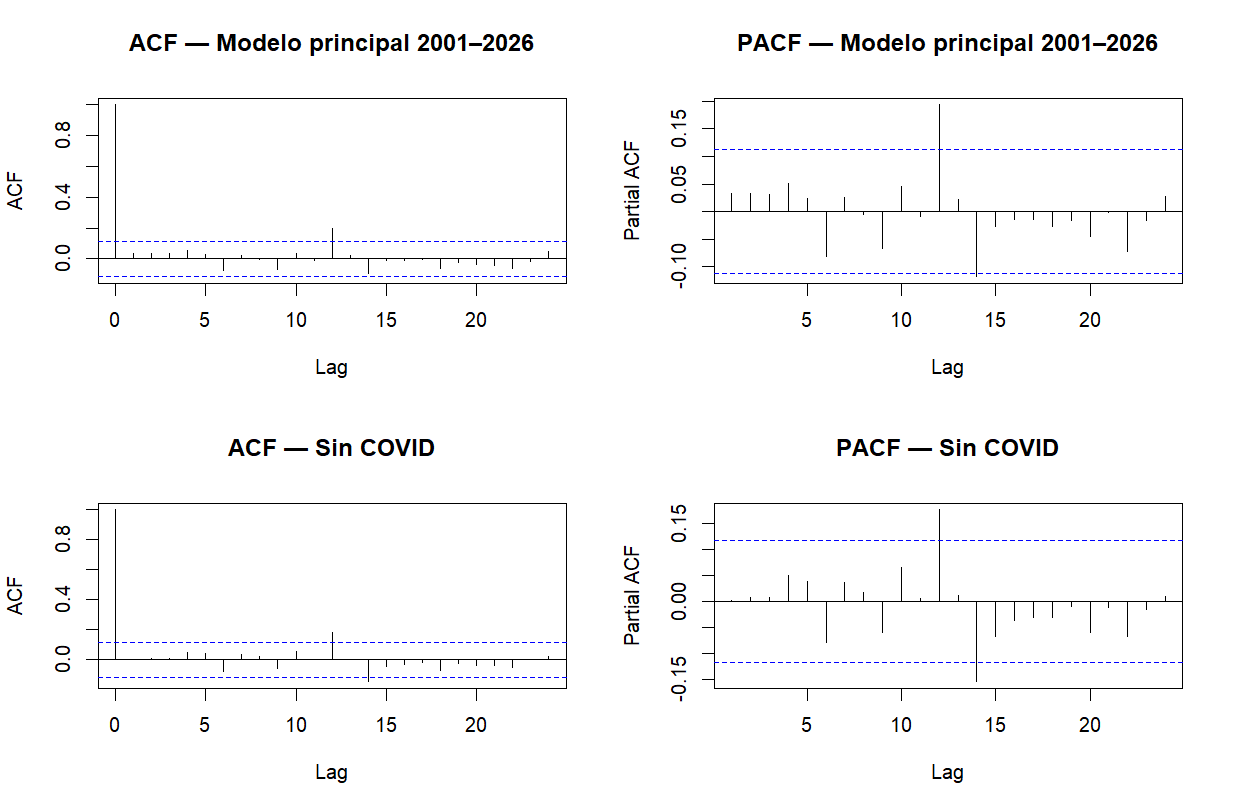 ACF — Modelo principal 2001–2026
ACF
0.0 0.4 0.8
0 5 10 15 20
Lag
PACF — Modelo principal 2001–2026
Partial ACF
-0.10 0.05 0.15
5 10 15 20
Lag
ACF — Sin COVID
ACF
0.0 0.4 0.8
0 5 10 15 20
Lag
PACF — Sin COVID
Partial ACF
-0.15 0.00 0.15
5 10 15 20
Lag